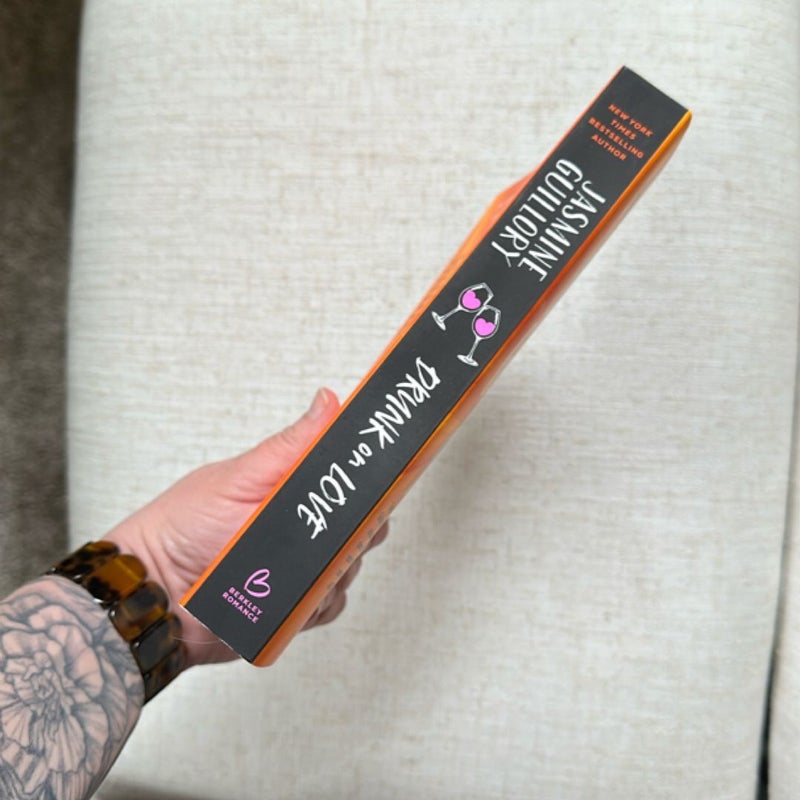 NEW YORK
TIMES
BESTSELLING
AUTHOR
JASMINE
GUILLORY
DRUNK on LOVE
BERKLEY
ROMANCE